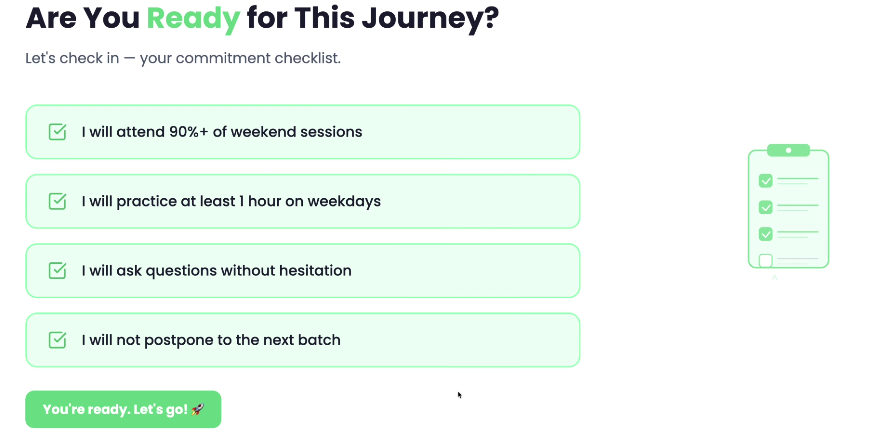 Are You Ready for This Journey?
Let's check in — your commitment checklist.
I will attend 90%+ of weekend sessions
I will practice at least 1 hour on weekdays
I will ask questions without hesitation
I will not postpone to the next batch
You're ready. Let's go! 🚀